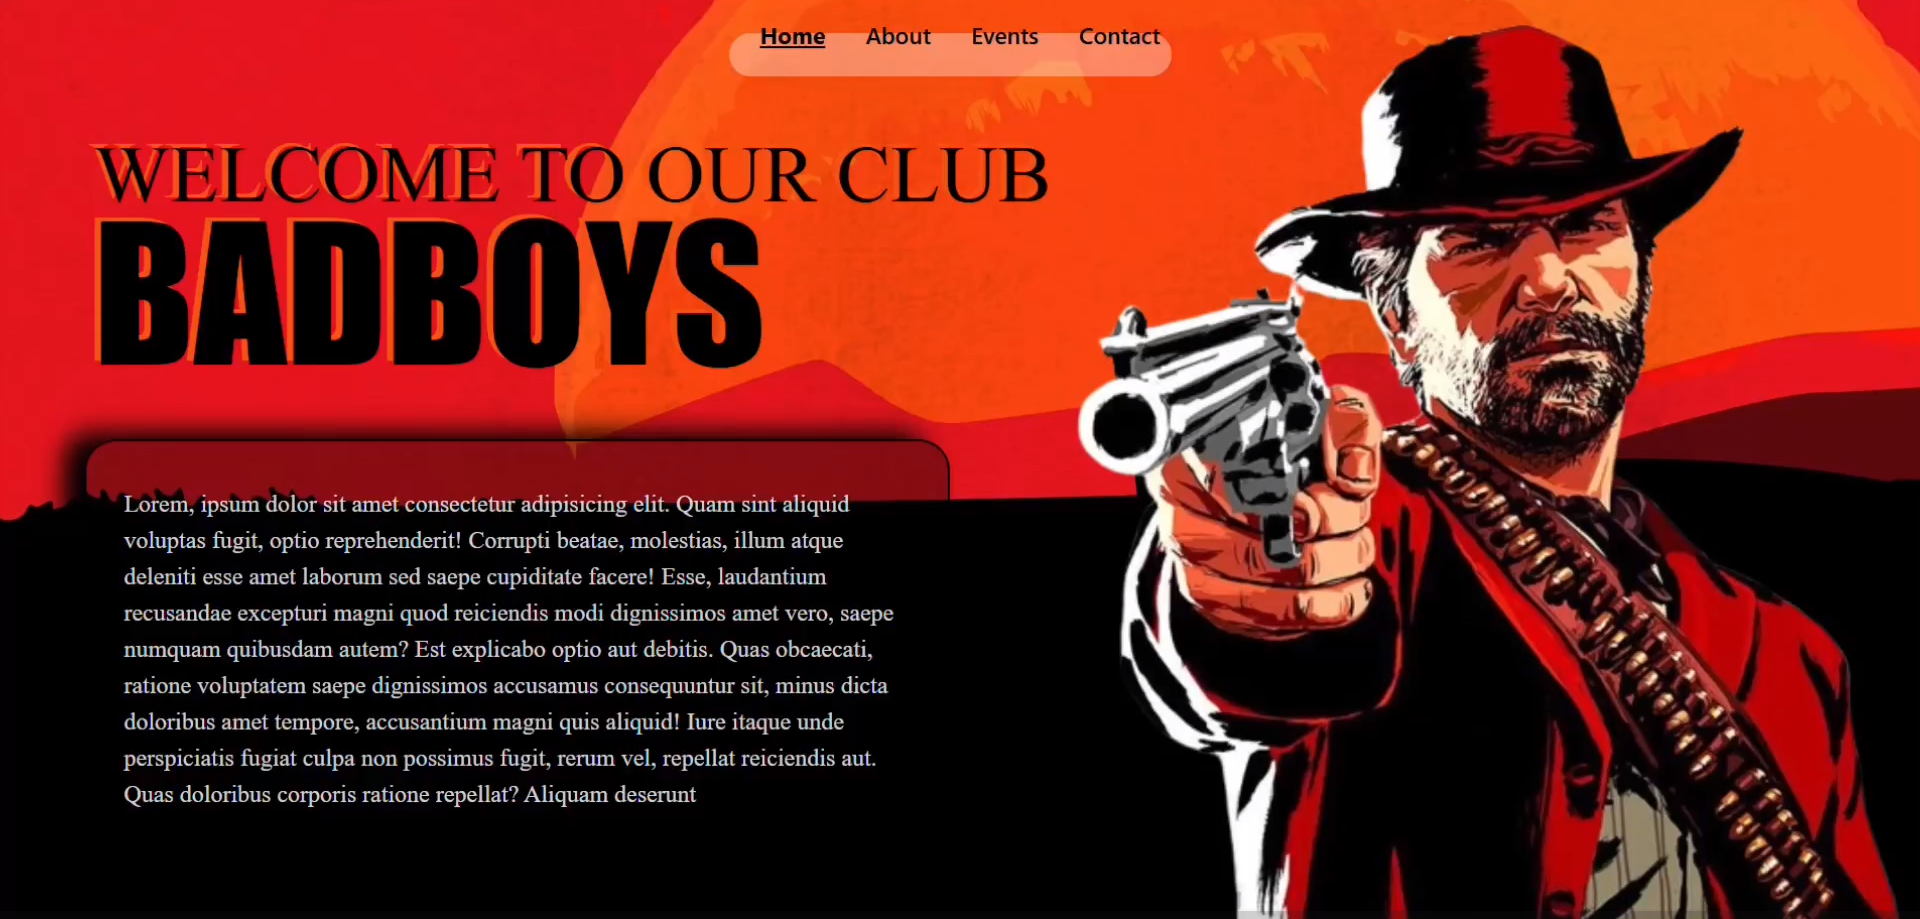 Home About Events Contact
WELCOME TO OUR CLUB
BADBOYS
Lorem, ipsum dolor sit amet consectetur adipisicing elit. Quam sint aliquid
voluptas fugit, optio reprehenderit! Corrupti beatae, molestias, illum atque
deleniti esse amet laborum sed saepe cupiditate facere! Esse, laudantium
recusandae excepturi magni quod reiciendis modi dignissimos amet vero, saepe
numquam quibusdam autem? Est explicabo optio aut debitis. Quas obcaecati,
ratione voluptatem saepe dignissimos accusamus consequuntur sit, minus dicta
doloribus amet tempore, accusantium magni quis aliquid! Iure itaque unde
perspiciatis fugiat culpa non possimus fugit, rerum vel, repellat reiciendis aut.
Quas doloribus corporis ratione repellat? Aliquam deserunt